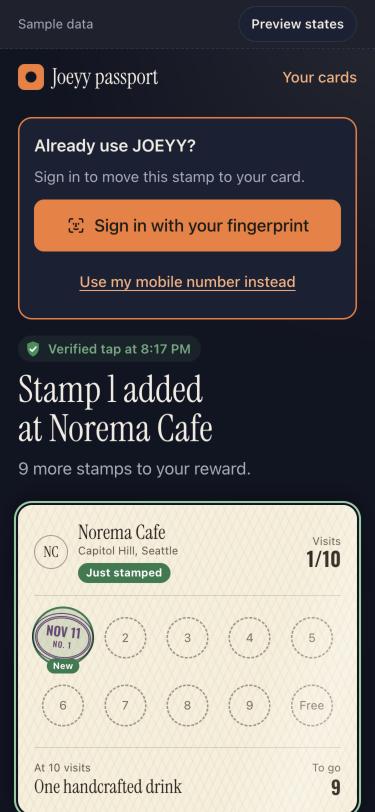 Sample data
Preview states
Joeyy passport
Your cards
Already use JOEYY?
Sign in to move this stamp to your card.
Sign in with your fingerprint
Use my mobile number instead
Verified tap at 8:17 PM
Stamp 1 added
at Norema Cafe
9 more stamps to your reward.
NC
Norema Cafe
Capitol Hill, Seattle
Just stamped
Visits
1/10
NOV 11
NO. 1
New
2
3
4
5
6
7
8
9
Free
At 10 visits
One handcrafted drink
To go
9